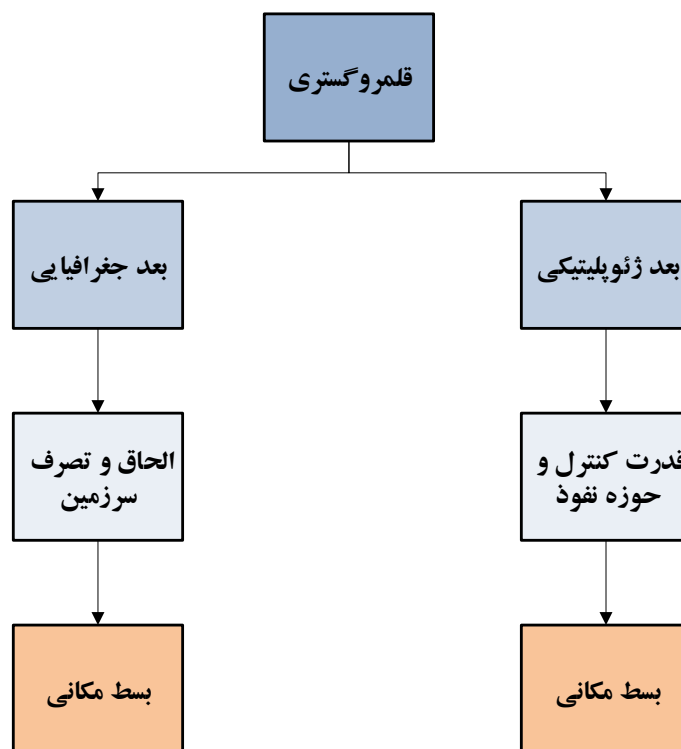 قلمروگستری
بعد ژئوپلیتیکی
بعد جغرافیایی
قدرت کنترل و
حوزه نفوذ
الحاق و تصرف
سرزمین
بسط مکانی
بسط مکانی